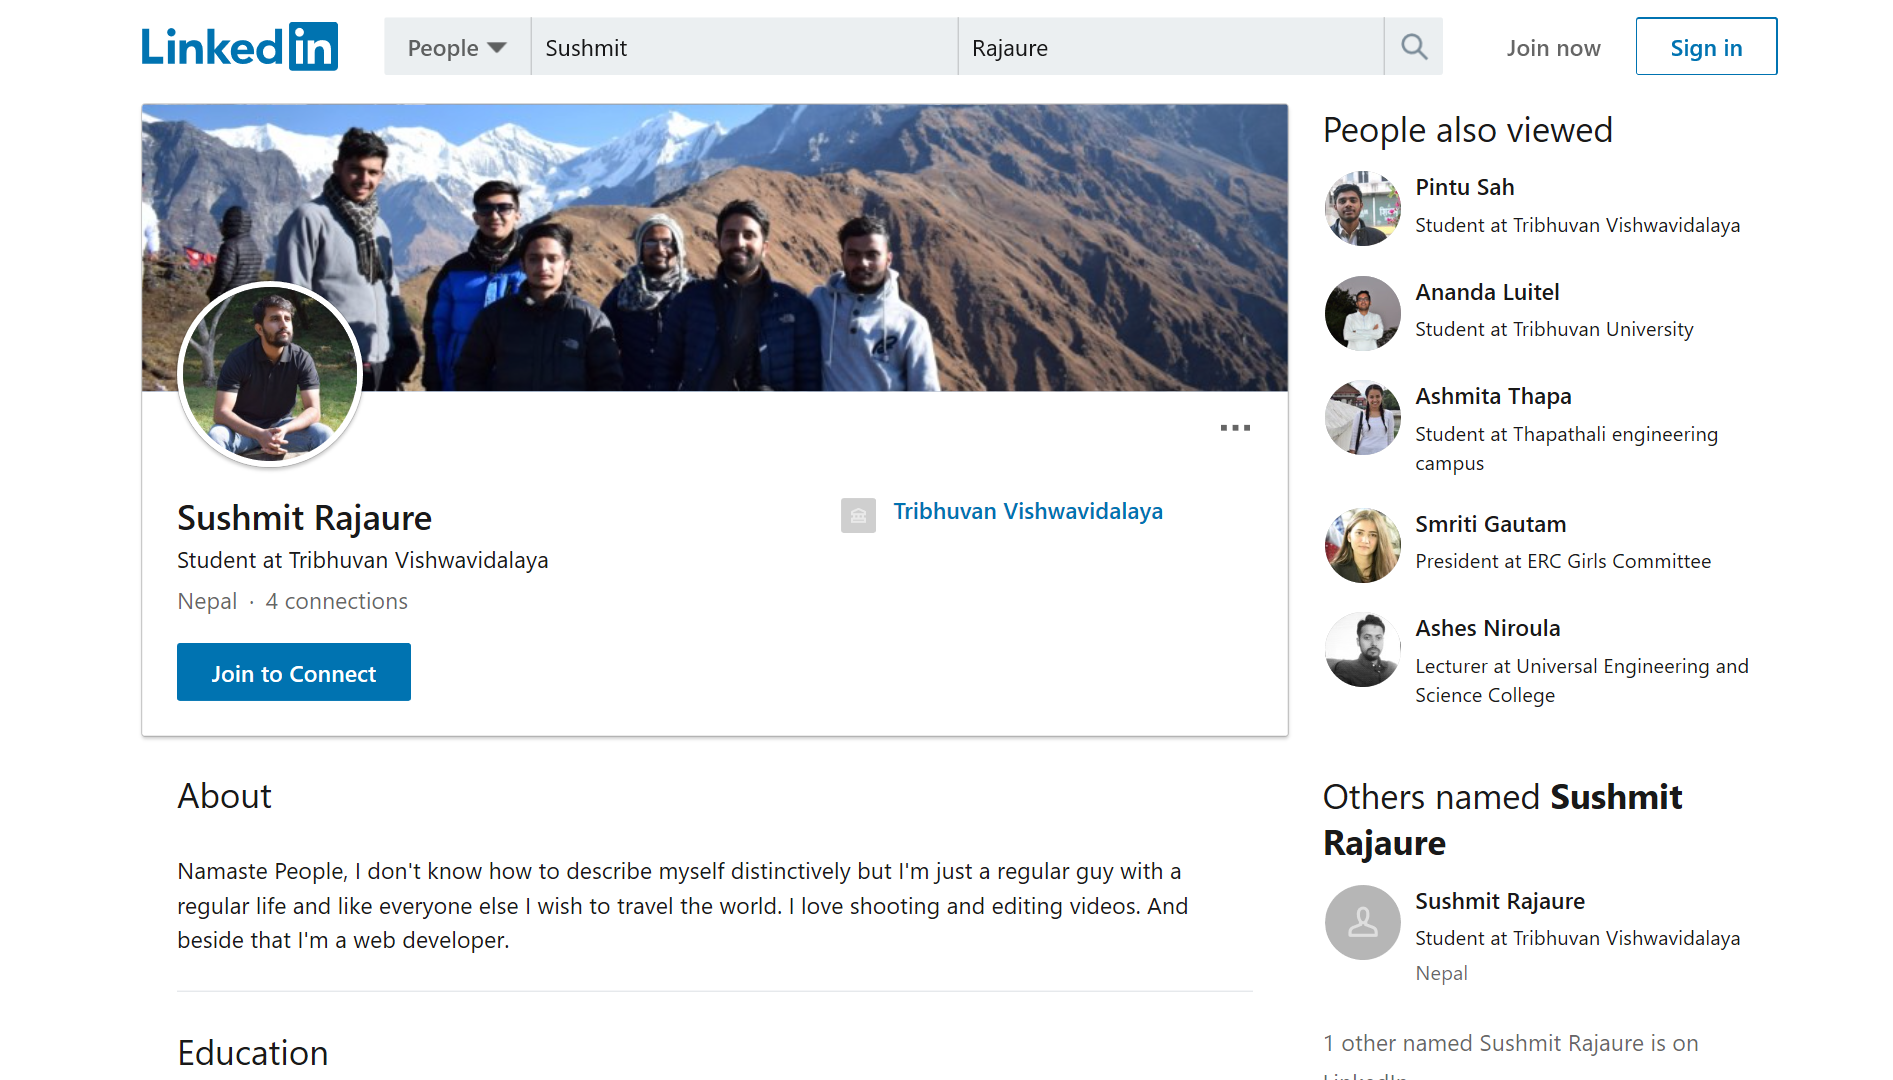 Linked in
People
Sushmit
Rajaure
Join now
Sign in
Sushmit Rajaure
Student at Tribhuvan Vishwavidalaya
Nepal · 4 connections
Join to Connect
Tribhuvan Vishwavidalaya
About
Namaste People, I don't know how to describe myself distinctively but I'm just a regular guy with a
regular life and like everyone else I wish to travel the world. I love shooting and editing videos. And
beside that I'm a web developer.
Education
People also viewed
Pintu Sah
Student at Tribhuvan Vishwavidalaya
Ananda Luitel
Student at Tribhuvan University
Ashmita Thapa
Student at Thapathali engineering
campus
Smriti Gautam
President at ERC Girls Committee
Ashes Niroula
Lecturer at Universal Engineering and
Science College
Others named Sushmit
Rajaure
Sushmit Rajaure
Student at Tribhuvan Vishwavidalaya
Nepal
1 other named Sushmit Rajaure is on
LinkedIn